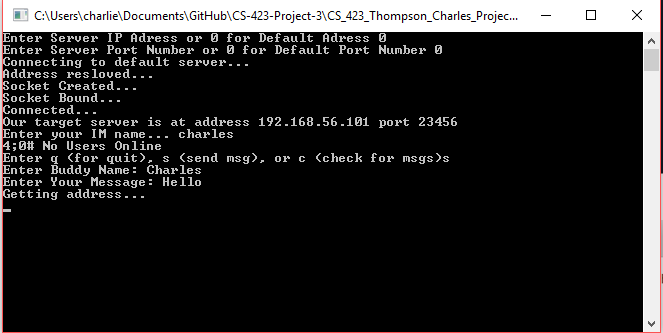 C:\Users\charlie\Documents\GitHub\CS-423-Project-3\CS_423_Thompson_Charles_Projec...
Enter Server IP Adress or 0 for Default Adress 0
Enter Server Port Number or 0 for Default Port Number 0
Connecting to default server...
Address resloved...
Socket Created...
Socket Bound...
Connected...
Our target server is at address 192.168.56.101 port 23456
Enter your IM name... charles
4;0# No Users Online
Enter q (for quit), s (send msg), or c (check for msgs)s
Enter Buddy Name: Charles
Enter Your Message: Hello
Getting address...